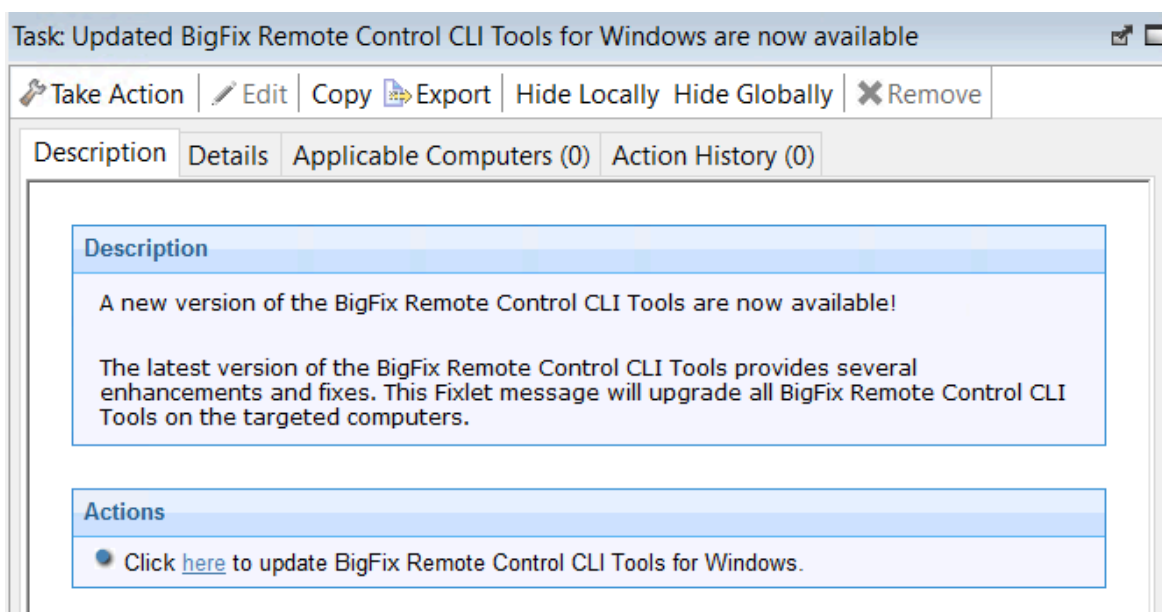 Task: Updated BigFix Remote Control CLI Tools for Windows are now available
Take Action Edit Copy Export Hide Locally Hide Globally Remove
Description Details Applicable Computers (0) Action History (0)
Description
A new version of the BigFix Remote Control CLI Tools are now available!
The latest version of the BigFix Remote Control CLI Tools provides several
enhancements and fixes. This Fixlet message will upgrade all BigFix Remote Control CLI
Tools on the targeted computers.
Actions
Click here to update BigFix Remote Control CLI Tools for Windows.